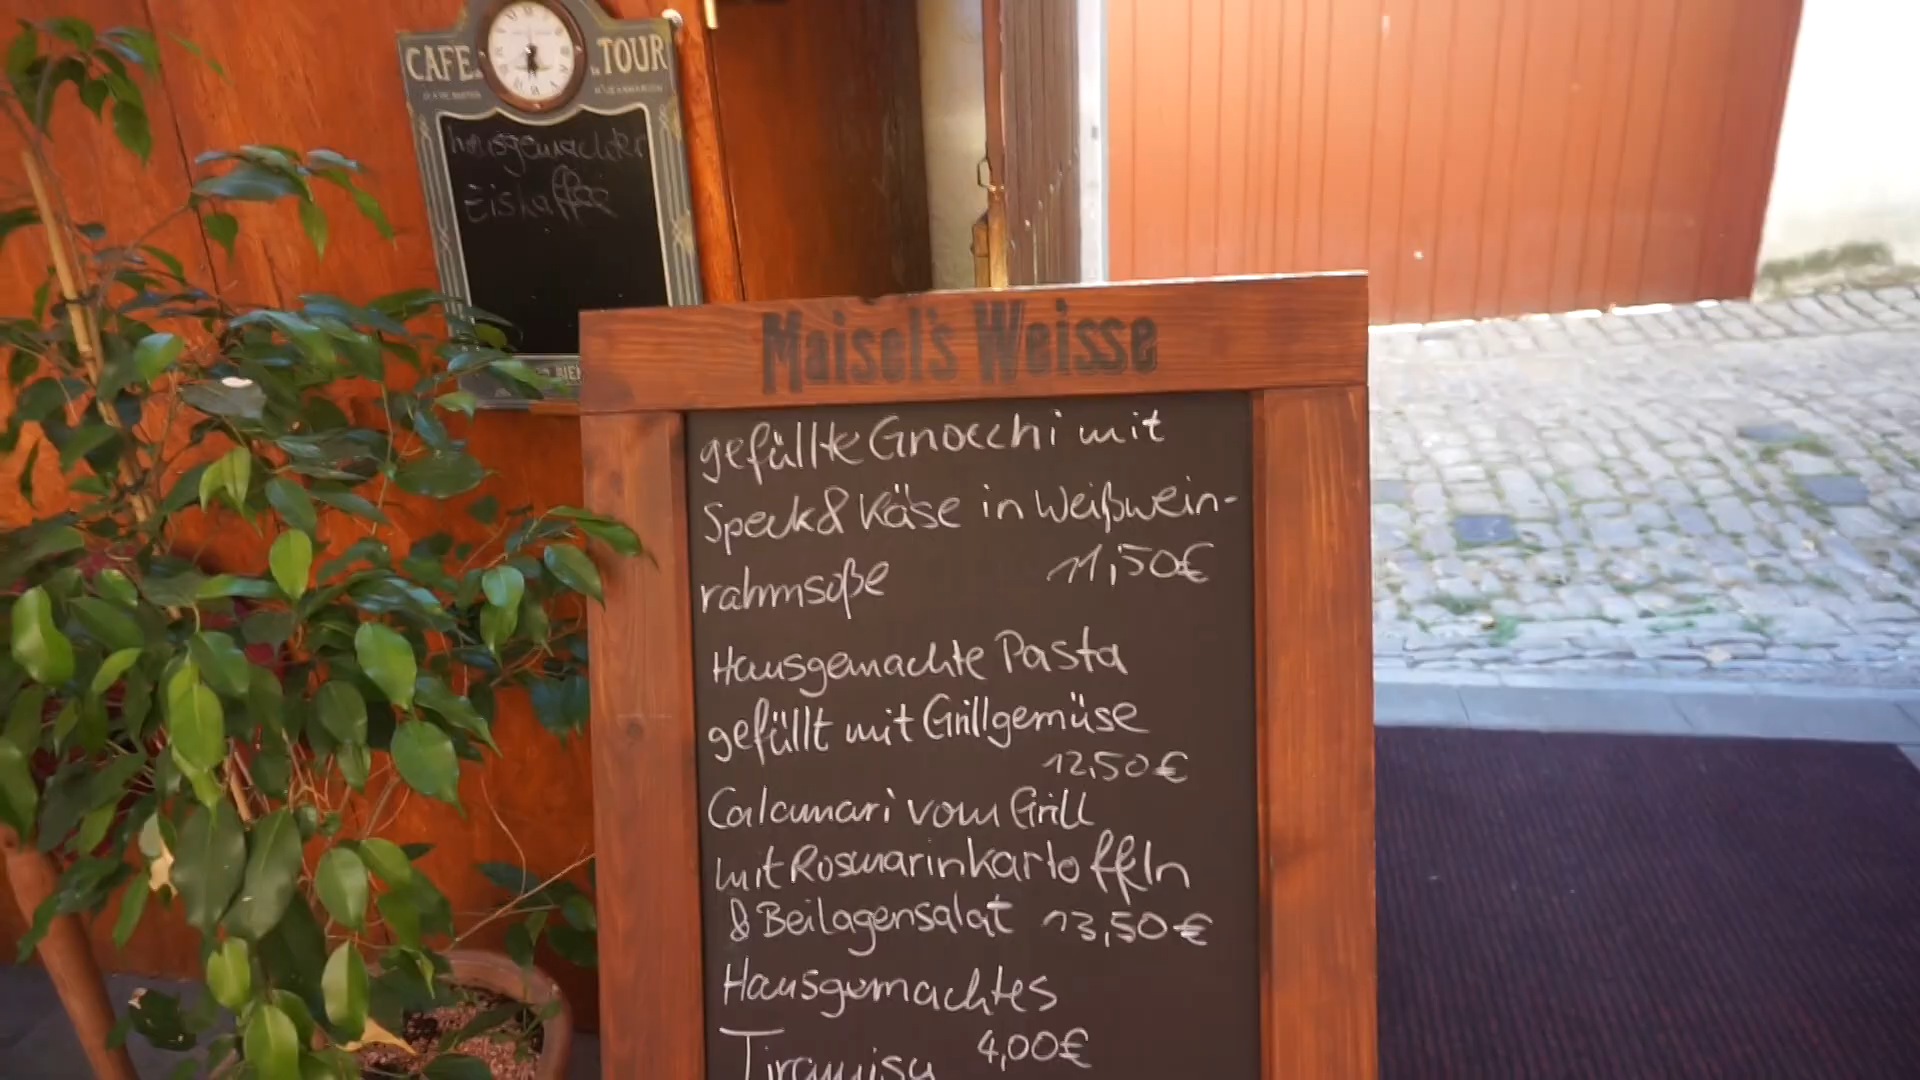 CAFE
TOUR
hausgemachter
Eiskaffee
Maisel's Weisse
gefüllte Gnocchi mit
Speck & Käse in Weißwein-
rahmsoße 11,50€
Hausgemachte Pasta
gefüllt mit Grillgemüse
12,50€
Calamari vom Grill
mit Rosmarinkartoffeln
& Beilagensalat 13,50€
Hausgemachtes
Tiramisu 4,00€